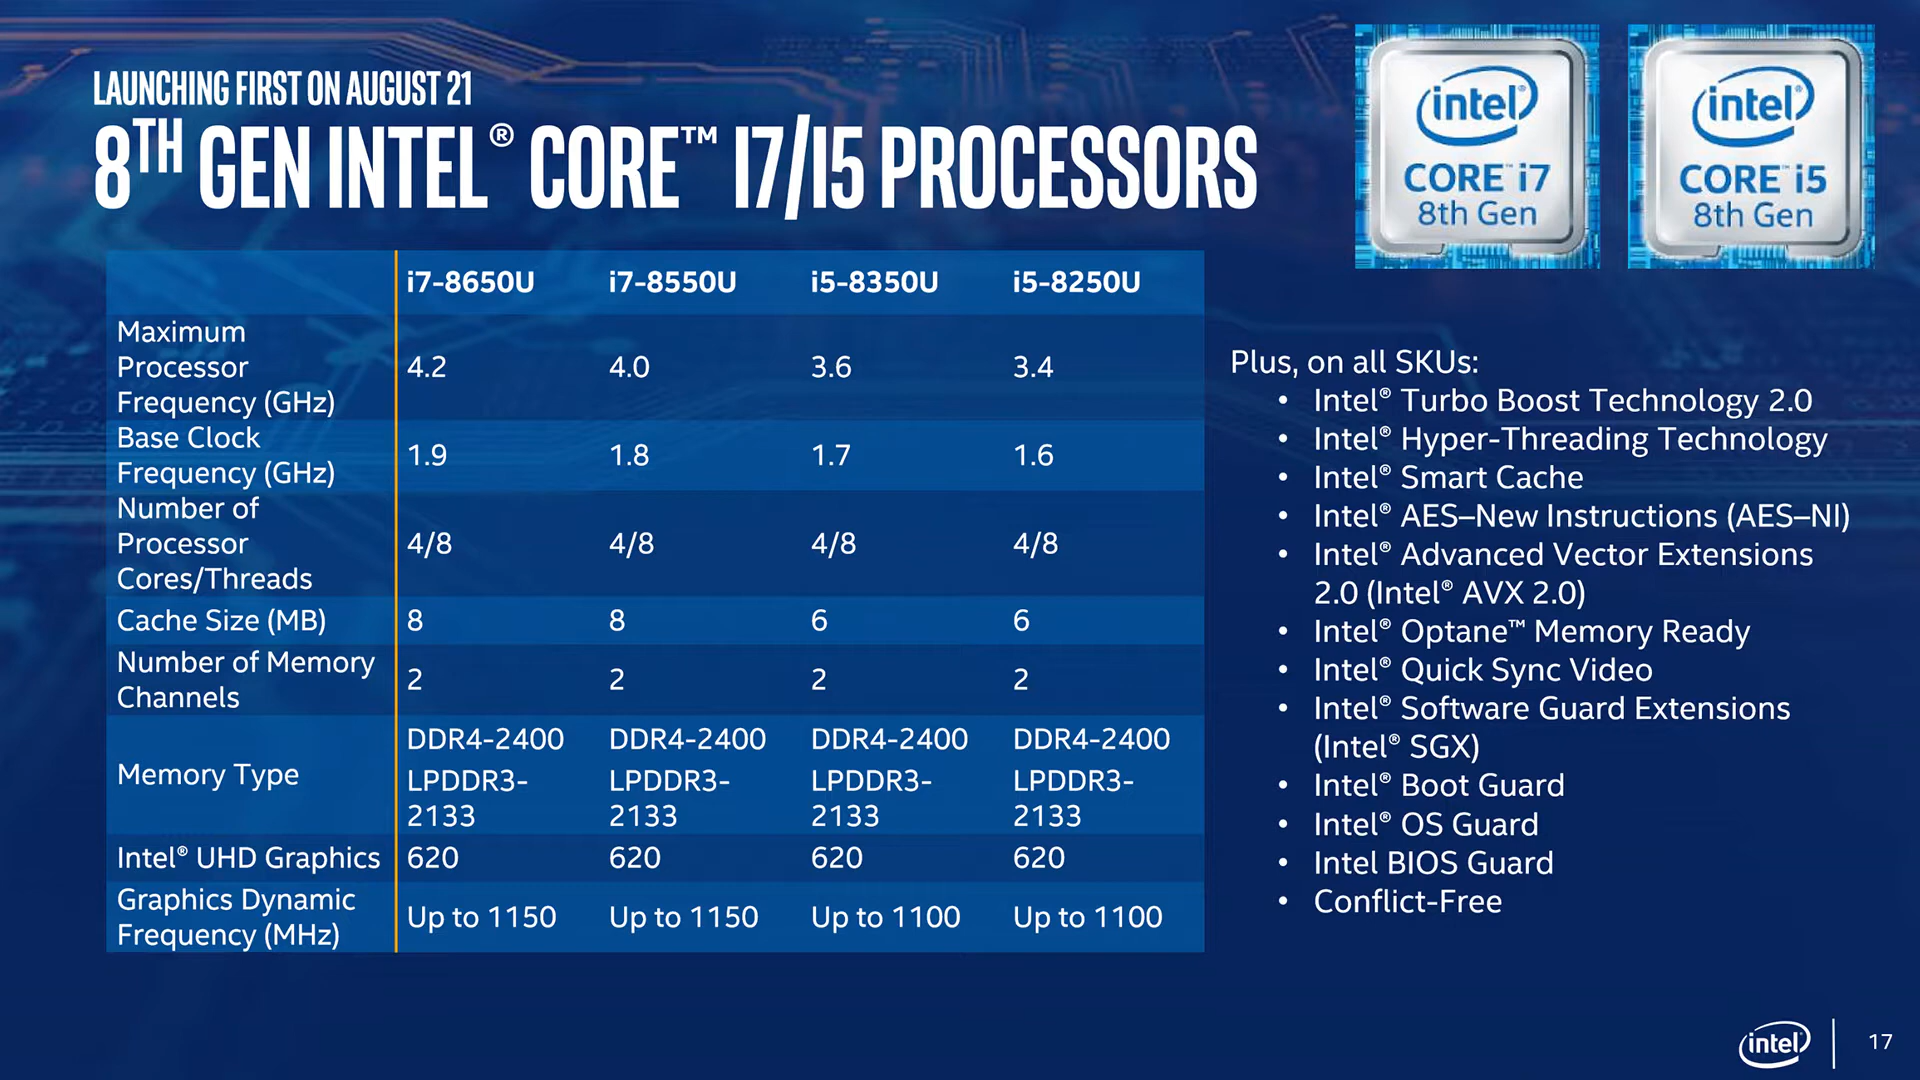 LAUNCHING FIRST ON AUGUST 21
8TH GEN INTEL® CORE™ I7/I5 PROCESSORS
intel®
CORE™ i7
8th Gen
intel®
CORE™ i5
8th Gen
i7-8650U i7-8550U i5-8350U i5-8250U
Maximum
Processor
Frequency (GHz)
4.2 4.0 3.6 3.4
Base Clock
Frequency (GHz)
1.9 1.8 1.7 1.6
Number of
Processor
Cores/Threads
4/8 4/8 4/8 4/8
Cache Size (MB) 8 8 6 6
Number of Memory
Channels
2 2 2 2
Memory Type
DDR4-2400 DDR4-2400 DDR4-2400 DDR4-2400
LPDDR3- LPDDR3- LPDDR3- LPDDR3-
2133 2133 2133 2133
Intel® UHD Graphics 620 620 620 620
Graphics Dynamic
Frequency (MHz)
Up to 1150 Up to 1150 Up to 1100 Up to 1100
Plus, on all SKUs:
• Intel® Turbo Boost Technology 2.0
• Intel® Hyper-Threading Technology
• Intel® Smart Cache
• Intel® AES–New Instructions (AES–NI)
• Intel® Advanced Vector Extensions
2.0 (Intel® AVX 2.0)
• Intel® Optane™ Memory Ready
• Intel® Quick Sync Video
• Intel® Software Guard Extensions
(Intel® SGX)
• Intel® Boot Guard
• Intel® OS Guard
• Intel BIOS Guard
• Conflict-Free
intel®
17